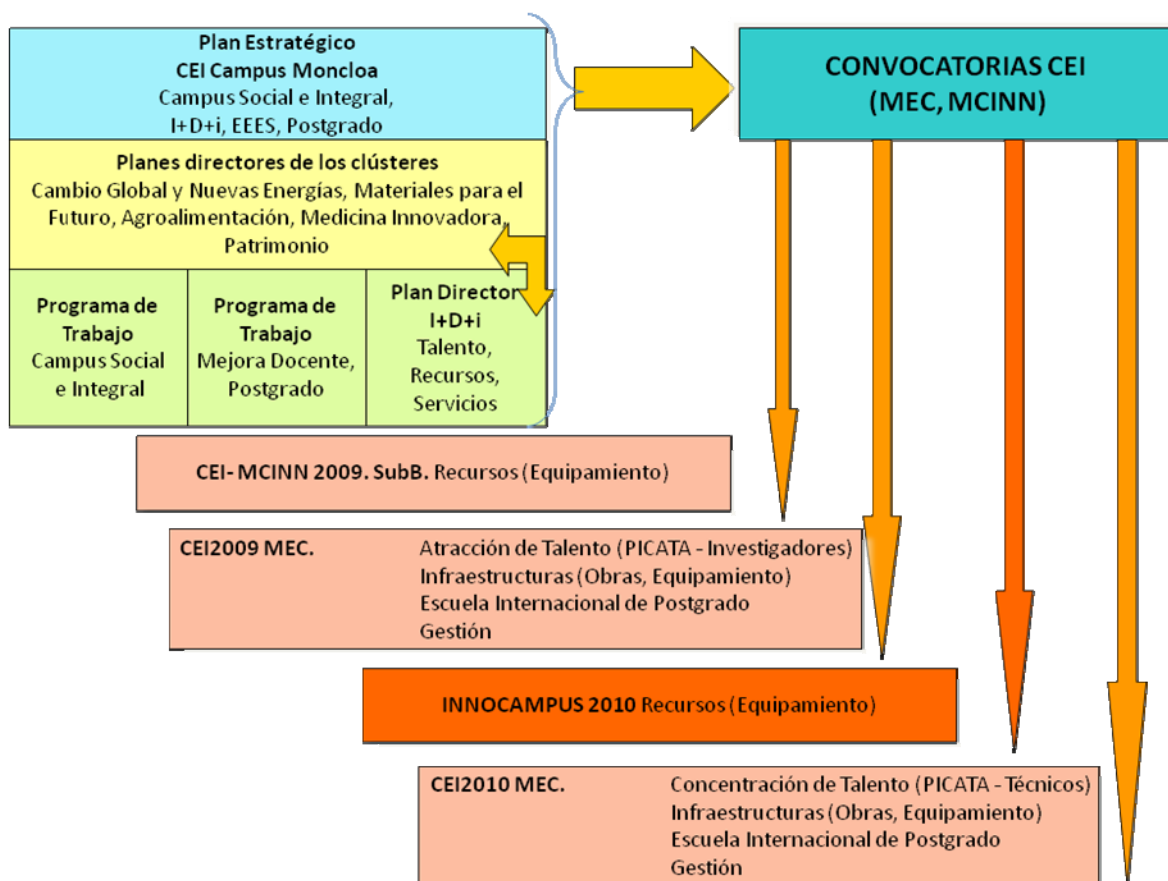 Plan Estratégico
CEI Campus Moncloa
Campus Social e Integral,
I+D+i, EEES, Postgrado
CONVOCATORIAS CEI
(MEC, MCINN)
Planes directores de los clústeres
Cambio Global y Nuevas Energías, Materiales para el
Futuro, Agroalimentación, Medicina Innovadora,
Patrimonio
Programa de
Trabajo
Campus Social
e Integral
Programa de
Trabajo
Mejora Docente,
Postgrado
Plan Director
I+D+i
Talento,
Recursos,
Servicios
CEI- MCINN 2009. SubB. Recursos (Equipamiento)
CEI2009 MEC. Atracción de Talento (PICATA - Investigadores)
Infraestructuras (Obras, Equipamiento)
Escuela Internacional de Postgrado
Gestión
INNOCAMPUS 2010 Recursos (Equipamiento)
CEI2010 MEC. Concentración de Talento (PICATA - Técnicos)
Infraestructuras (Obras, Equipamiento)
Escuela Internacional de Postgrado
Gestión